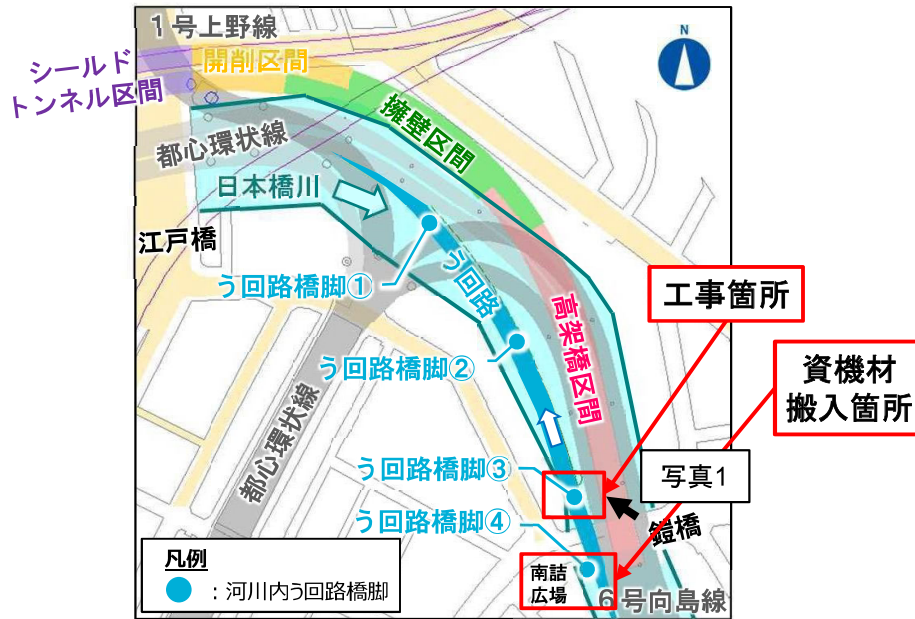 1号上野線
N
シールド
トンネル区間
開削区間
擁壁区間
都心環状線
日本橋川
江戸橋
う回路橋脚①
う回路
工事箇所
高架橋区間
う回路橋脚②
資機材
搬入箇所
都心環状線
う回路橋脚③
写真1
う回路橋脚④
鎧橋
凡例
：河川内う回路橋脚
南詰
広場
6号向島線